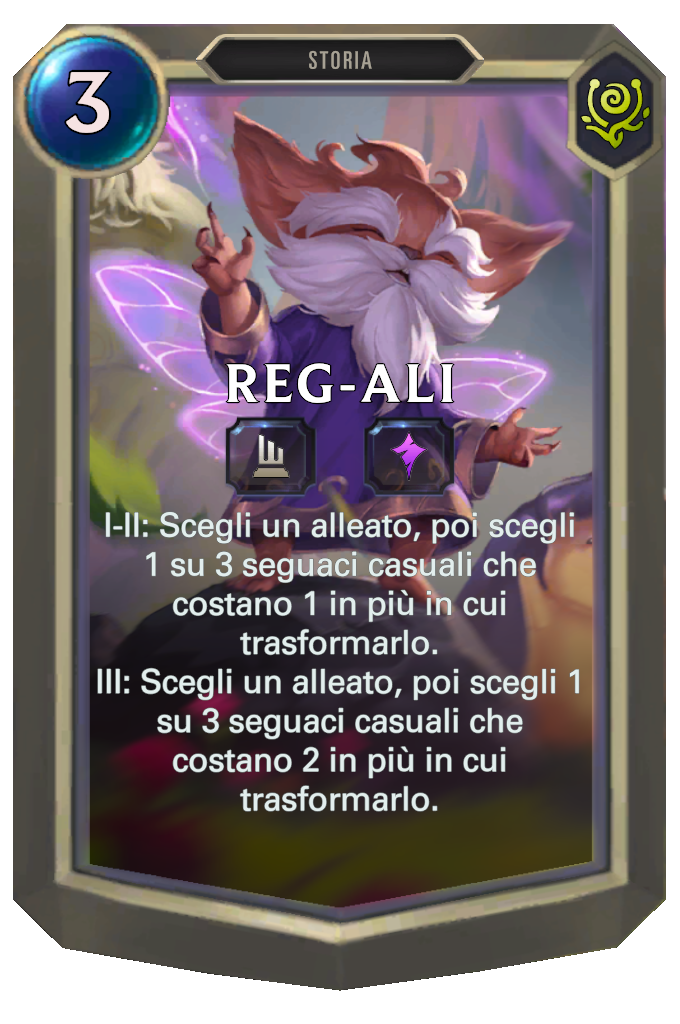 3
STORIA
REG-ALI
I-II: Scegli un alleato, poi scegli
1 su 3 seguaci casuali che
costano 1 in più in cui
trasformarlo.
III: Scegli un alleato, poi scegli 1
su 3 seguaci casuali che
costano 2 in più in cui
trasformarlo.